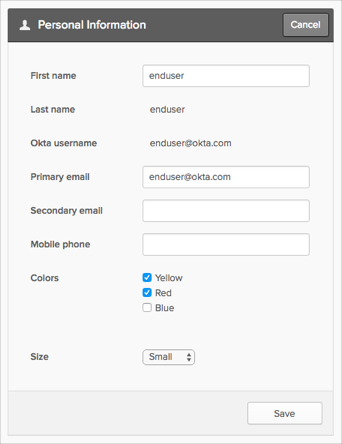 Personal Information Cancel
First name enduser
Last name enduser
Okta username enduser@okta.com
Primary email enduser@okta.com
Secondary email
Mobile phone
Colors Yellow
Red
Blue
Size Small
Save